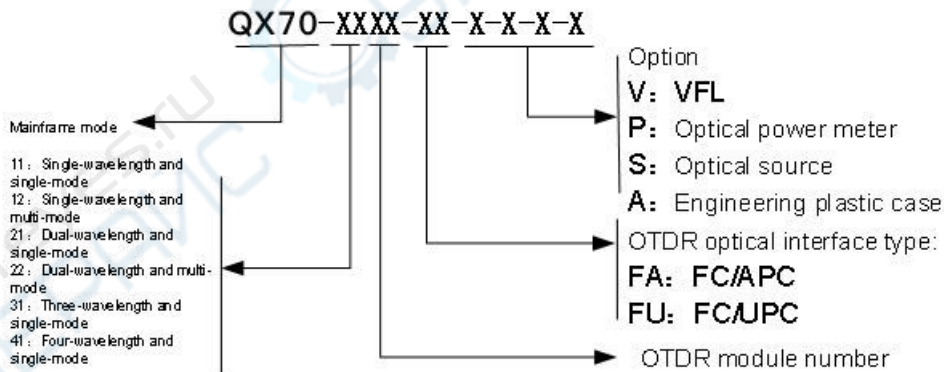 QX70-XXXX-XX-X-X-X-X
Mainframe mode
11: Single-wavelength and
single-mode
12: Single-wavelength and
multi-mode
21: Dual-wavelength and
single-mode
22: Dual-wavelength and multi-
mode
31: Three-wavelength and
single-mode
41: Four-wavelength and
single-mode
Option
V: VFL
P: Optical power meter
S: Optical source
A: Engineering plastic case
OTDR optical interface type:
FA: FC/APC
FU: FC/UPC
OTDR module number